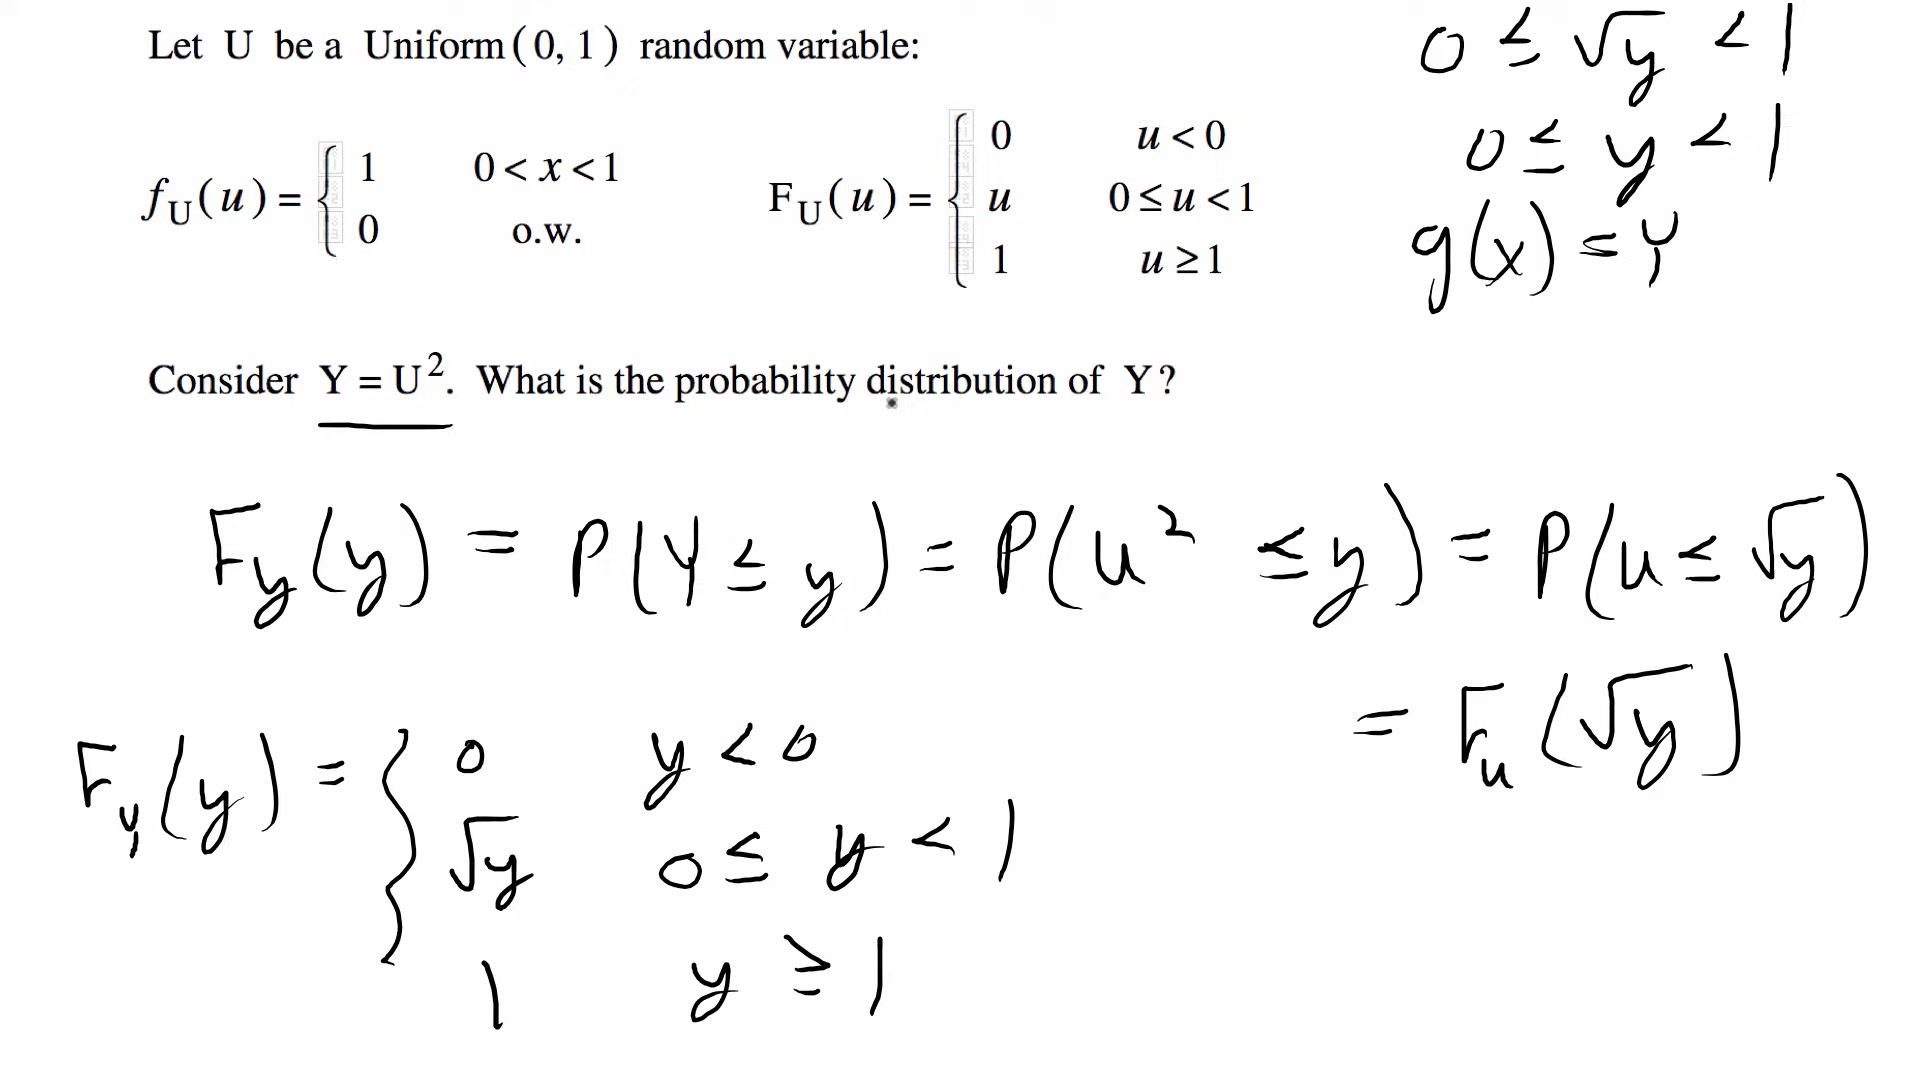 Let U be a Uniform(0, 1) random variable:
0 ≤ √y < 1
0 ≤ y < 1
f_U(u) = { 1 0 < x < 1
0 o.w.
F_U(u) = { 0 u < 0
u 0 ≤ u < 1
1 u ≥ 1
g(x) = Y
Consider Y = U². What is the probability distribution of Y?
F_y(y) = P(Y ≤ y) = P(u² ≤ y) = P(u ≤ √y)
= F_u(√y)
F_Y(y) = { 0 y < 0
√y 0 ≤ y < 1
1 y ≥ 1